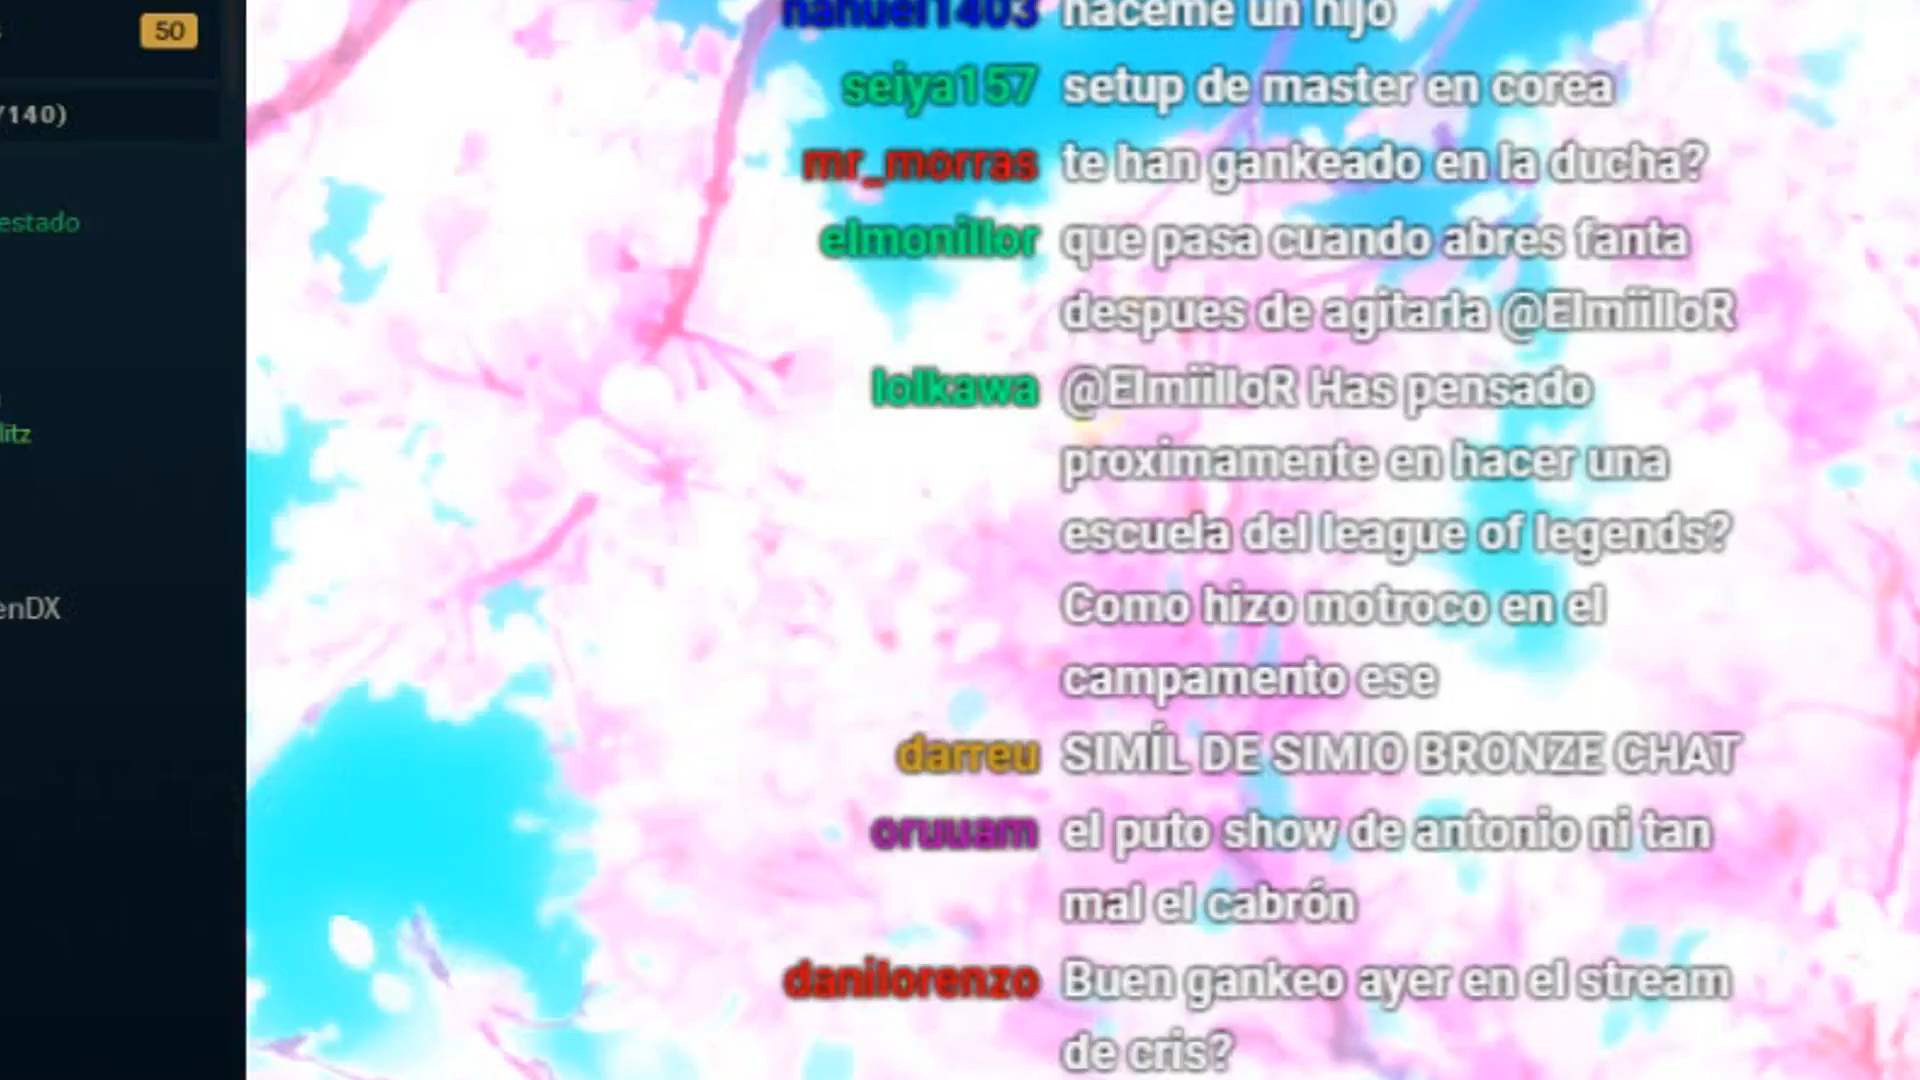 50
nahuel1403 haceme un hijo
/140)
seiya157 setup de master en corea
mr_morras te han gankeado en la ducha?
estado
elmonillor que pasa cuando abres fanta
despues de agitarla @ElmiilloR
lolkawa @ElmiilloR Has pensado
litz
proximamente en hacer una
escuela del league of legends?
enDX
Como hizo motroco en el
campamento ese
darreu SIMÍL DE SIMIO BRONZE CHAT
oruuam el puto show de antonio ni tan
mal el cabrón
danilorenzo Buen gankeo ayer en el stream
de cris?